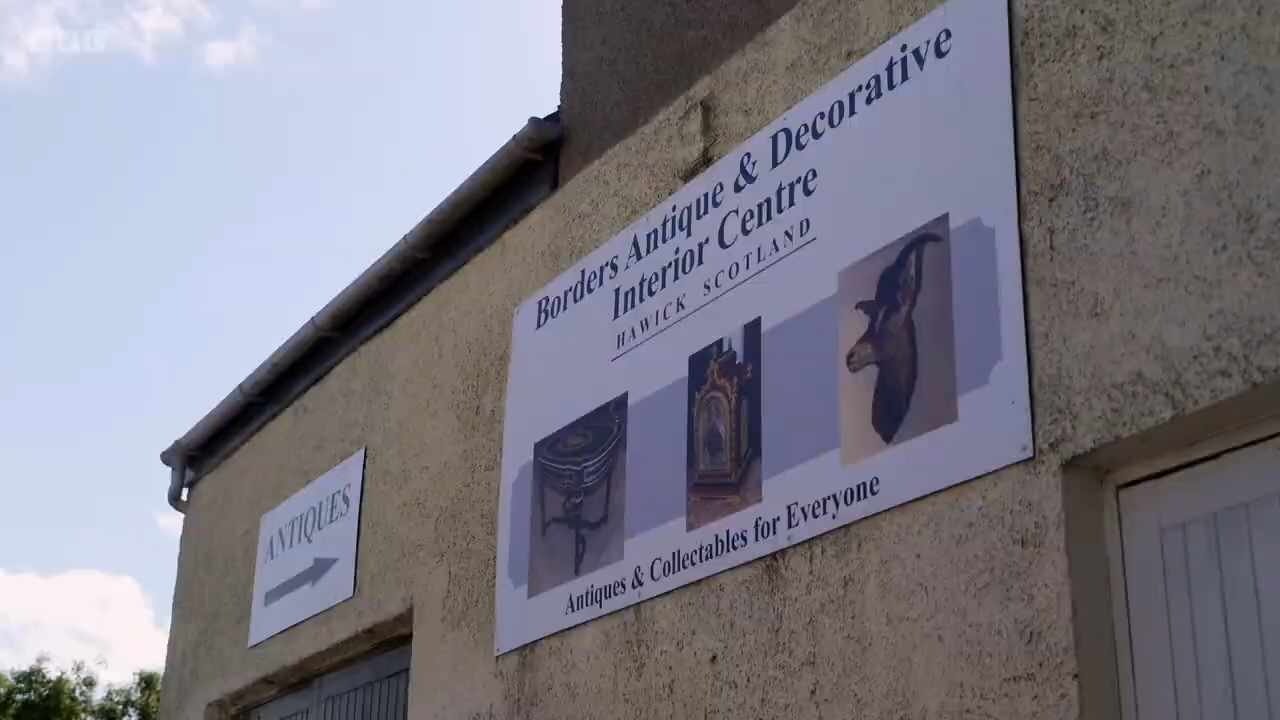 Borders Antique & Decorative
Interior Centre
HAWICK SCOTLAND
Antiques & Collectables for Everyone
ANTIQUES